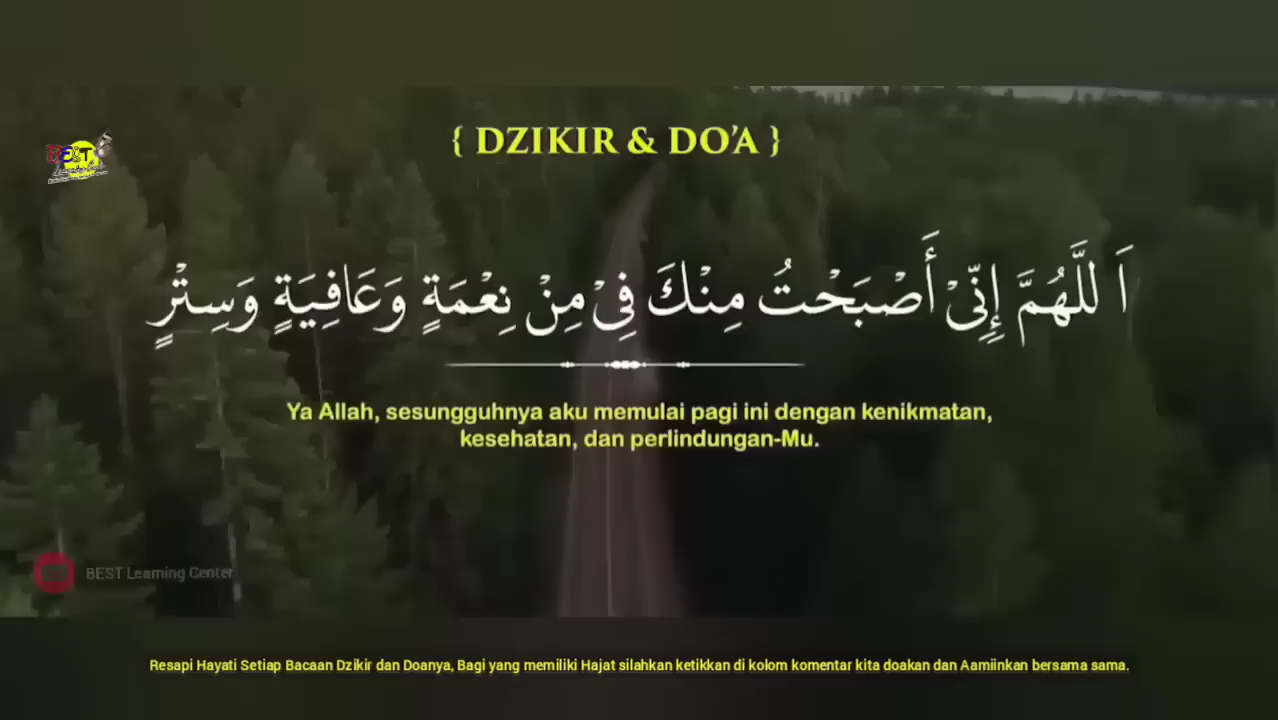 { DZIKIR & DO'A }
BEST
اَ للَّهُمَّ إِنِّيْ أَصْبَحْتُ مِنْكَ فِيْ مِنْ نِعْمَةٍ وَعَافِيَةٍ وَسِتْرٍ
Ya Allah, sesungguhnya aku memulai pagi ini dengan kenikmatan,
kesehatan, dan perlindungan-Mu.
BEST Learning Center
Resapi Hayati Setiap Bacaan Dzikir dan Doanya, Bagi yang memiliki Hajat silahkan ketikkan di kolom komentar kita doakan dan Aamiinkan bersama sama.